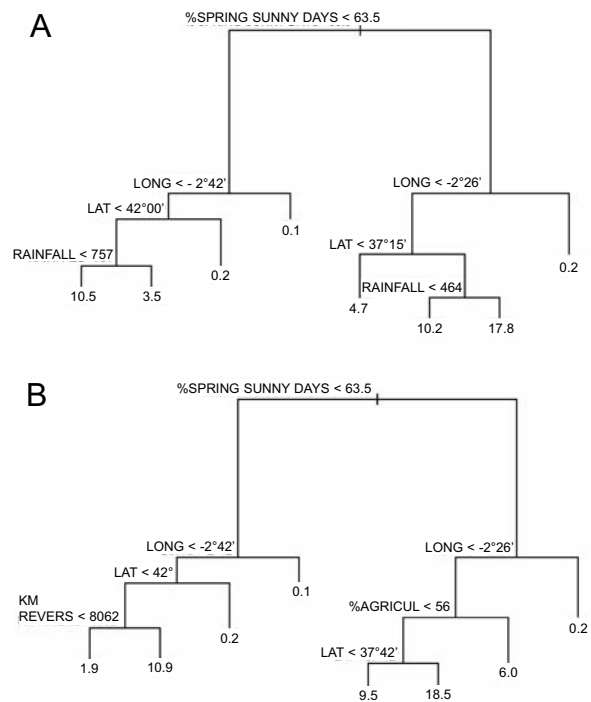 A
%SPRING SUNNY DAYS < 63.5
LONG < - 2°42'
LONG < -2°26'
LAT < 42°00'
0.1
LAT < 37°15'
RAINFALL < 757
0.2
0.2
RAINFALL < 464
10.5
3.5
4.7
10.2
17.8
B
%SPRING SUNNY DAYS < 63.5
LONG < -2°42'
LONG < -2°26'
LAT < 42°
0.1
KM
REVERS < 8062
%AGRICUL < 56
0.2
0.2
LAT < 37°42'
1.9
10.9
6.0
9.5
18.5